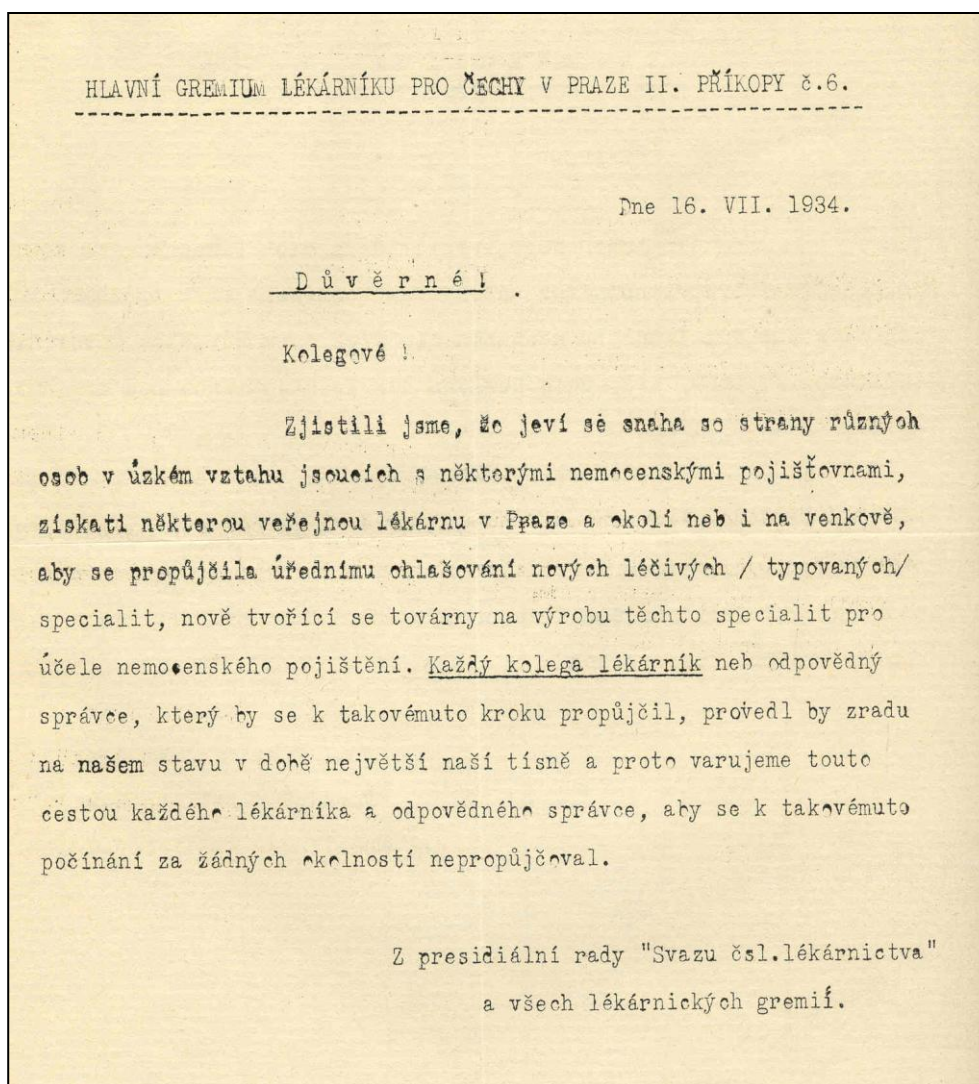 HLAVNÍ GREMIUM LÉKÁRNÍKU PRO ČECHY V PRAZE II. PŘÍKOPY č.6.
Dne 16. VII. 1934.
D ů v ě r n é !
Kolegové !
Zjistili jsme, že jeví se snaha se strany různých
osob v úzkém vztahu jsoucích s některými nemocenskými pojišťovnami,
získati některou veřejnou lékárnu v Praze a okolí neb i na venkově,
aby se propůjčila úřednímu ohlašování nových léčivých / typovaných/
specialit, nově tvořící se továrny na výrobu těchto specialit pro
účele nemocenského pojištění. Každý kolega lékárník neb odpovědný
správce, který by se k takovémuto kroku propůjčil, provedl by zradu
na našem stavu v době největší naší tísně a proto varujeme touto
cestou každého lékárníka a odpovědného správce, aby se k takovémuto
počínání za žádných okolností nepropůjčoval.
Z presidiální rady "Svazu čsl.lékárnictva"
a všech lékárnických gremií.